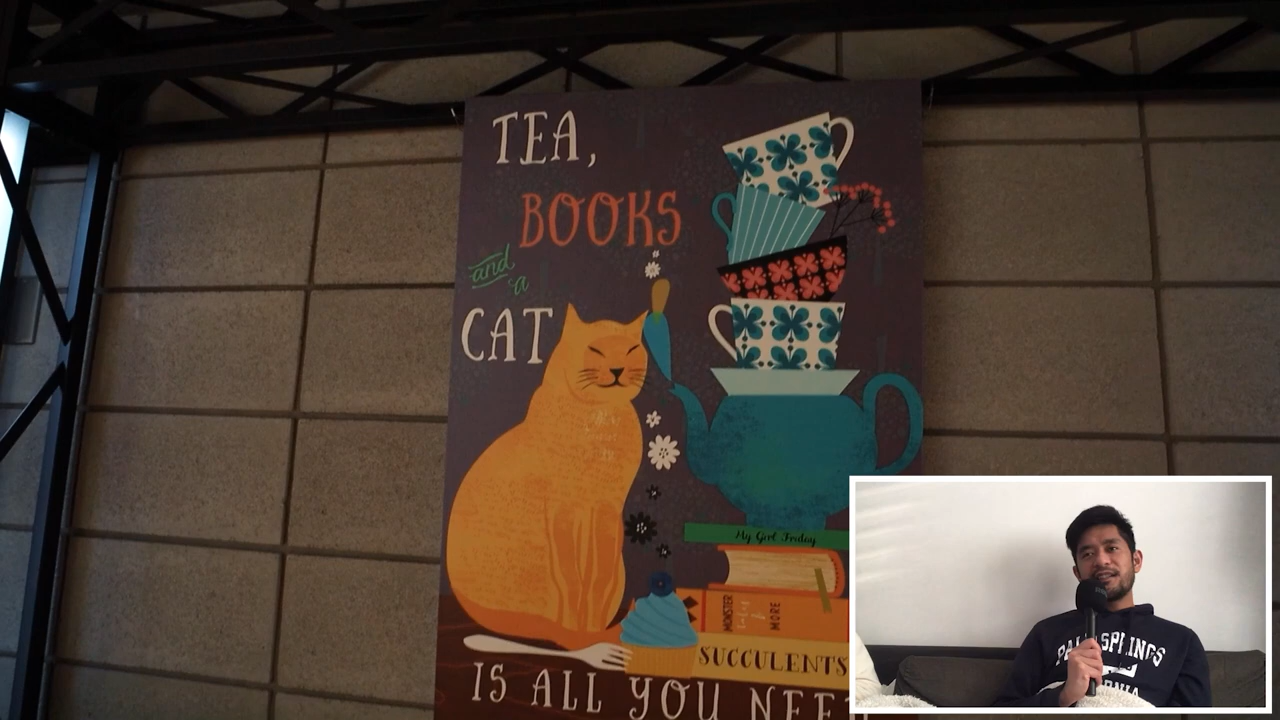 TEA,
BOOKS
and
a
CAT
My Girl Friday
MONSTER
MORE
SUCCULENTS
IS ALL YOU NEE
PALM SPRINGS